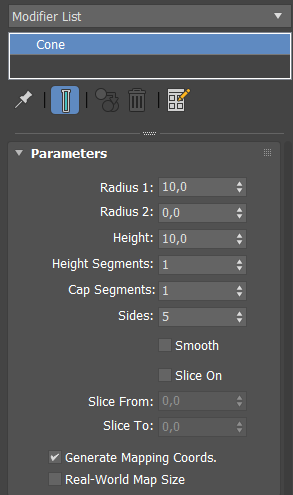 Modifier List
Cone
Parameters
Radius 1: 10,0
Radius 2: 0,0
Height: 10,0
Height Segments: 1
Cap Segments: 1
Sides: 5
Smooth
Slice On
Slice From: 0,0
Slice To: 0,0
Generate Mapping Coords.
Real-World Map Size